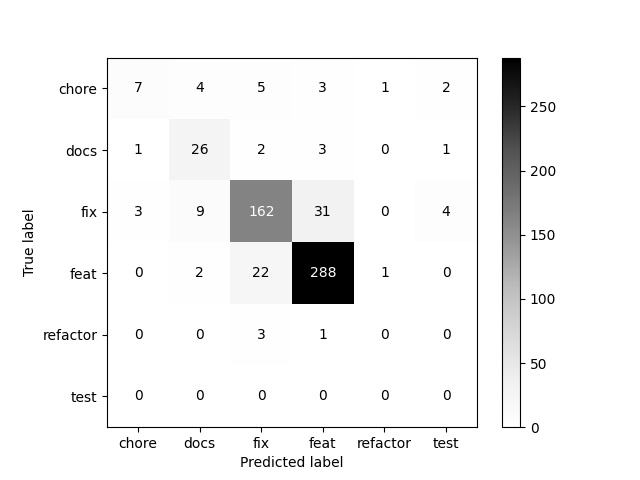 chore 7 4 5 3 1 2
docs 1 26 2 3 0 1
fix 3 9 162 31 0 4
feat 0 2 22 288 1 0
refactor 0 0 3 1 0 0
test 0 0 0 0 0 0
chore docs fix feat refactor test
Predicted label
True label
250
200
150
100
50
0